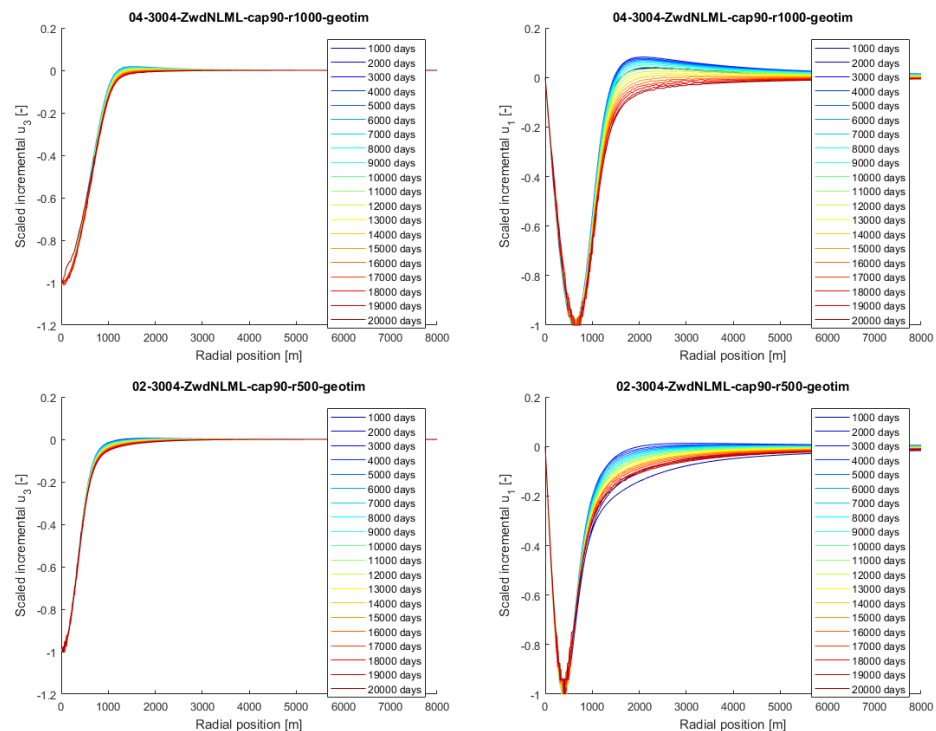 04-3004-ZwdNLML-cap90-r1000-geotim
0.2
0
-0.2
-0.4
-0.6
-0.8
-1
-1.2
Scaled incremental u3 [-]
0 1000 2000 3000 4000 5000 6000 7000 8000
Radial position [m]
1000 days
2000 days
3000 days
4000 days
5000 days
6000 days
7000 days
8000 days
9000 days
10000 days
11000 days
12000 days
13000 days
14000 days
15000 days
16000 days
17000 days
18000 days
19000 days
20000 days
04-3004-ZwdNLML-cap90-r1000-geotim
0.2
0
-0.2
-0.4
-0.6
-0.8
-1
Scaled incremental u1 [-]
0 1000 2000 3000 4000 5000 6000 7000 8000
Radial position [m]
1000 days
2000 days
3000 days
4000 days
5000 days
6000 days
7000 days
8000 days
9000 days
10000 days
11000 days
12000 days
13000 days
14000 days
15000 days
16000 days
17000 days
18000 days
19000 days
20000 days
02-3004-ZwdNLML-cap90-r500-geotim
0.2
0
-0.2
-0.4
-0.6
-0.8
-1
-1.2
Scaled incremental u3 [-]
0 1000 2000 3000 4000 5000 6000 7000 8000
Radial position [m]
1000 days
2000 days
3000 days
4000 days
5000 days
6000 days
7000 days
8000 days
9000 days
10000 days
11000 days
12000 days
13000 days
14000 days
15000 days
16000 days
17000 days
18000 days
19000 days
20000 days
02-3004-ZwdNLML-cap90-r500-geotim
0.2
0
-0.2
-0.4
-0.6
-0.8
-1
Scaled incremental u1 [-]
0 1000 2000 3000 4000 5000 6000 7000 8000
Radial position [m]
1000 days
2000 days
3000 days
4000 days
5000 days
6000 days
7000 days
8000 days
9000 days
10000 days
11000 days
12000 days
13000 days
14000 days
15000 days
16000 days
17000 days
18000 days
19000 days
20000 days